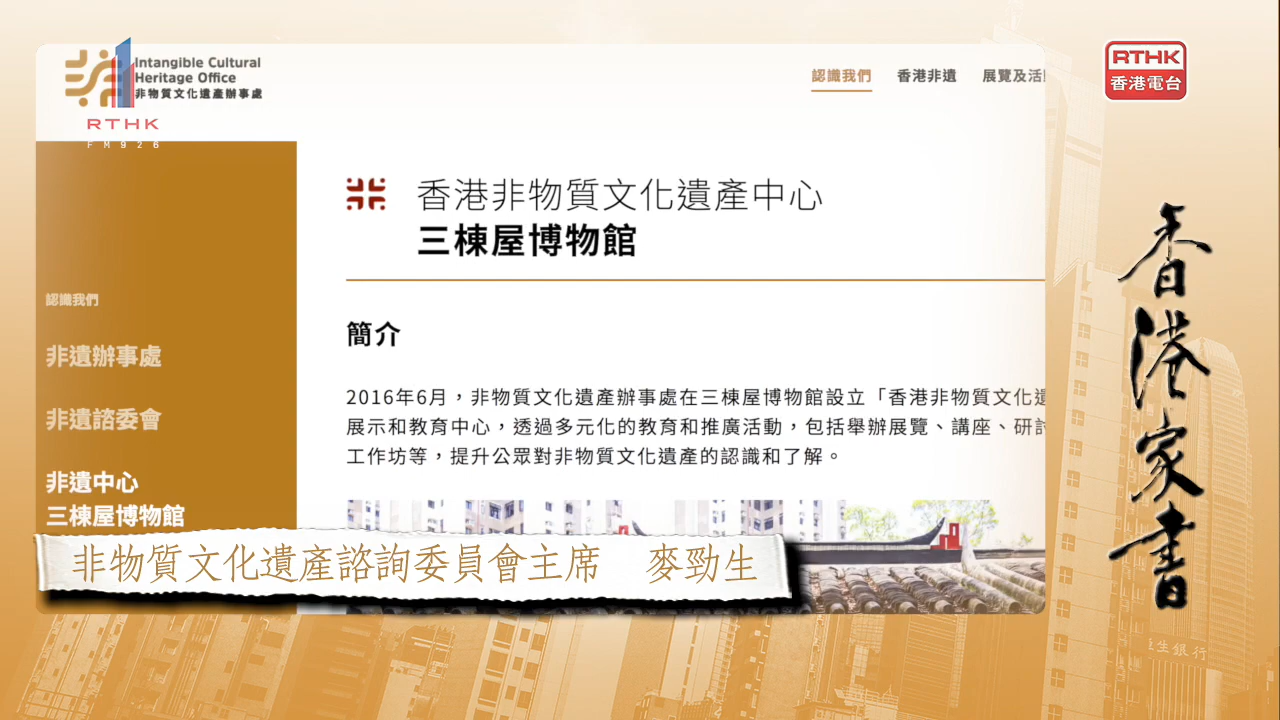 Intangible Cultural
Heritage Office
非物質文化遺產辦事處
RTHK
FM926
認識我們
香港非遺
展覽及活
RTHK
香港電台
香港非物質文化遺產中心
三棟屋博物館
認識我們
非遺辦事處
非遺諮委會
非遺中心
三棟屋博物館
簡介
2016年6月，非物質文化遺產辦事處在三棟屋博物館設立「香港非物質文化遺
展示和教育中心，透過多元化的教育和推廣活動，包括舉辦展覽、講座、研討
工作坊等，提升公眾對非物質文化遺產的認識和了解。
非物質文化遺產諮詢委員會主席 麥勁生
香港家書
生銀行